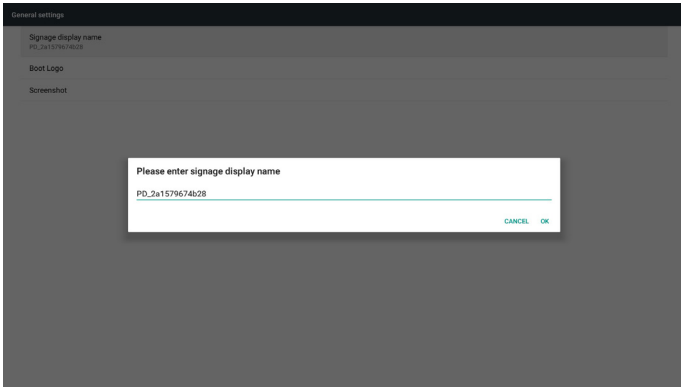 General settings
Signage display name
PD_2a1579674b28
Boot Logo
Screenshot
Please enter signage display name
PD_2a1579674b28
CANCEL OK